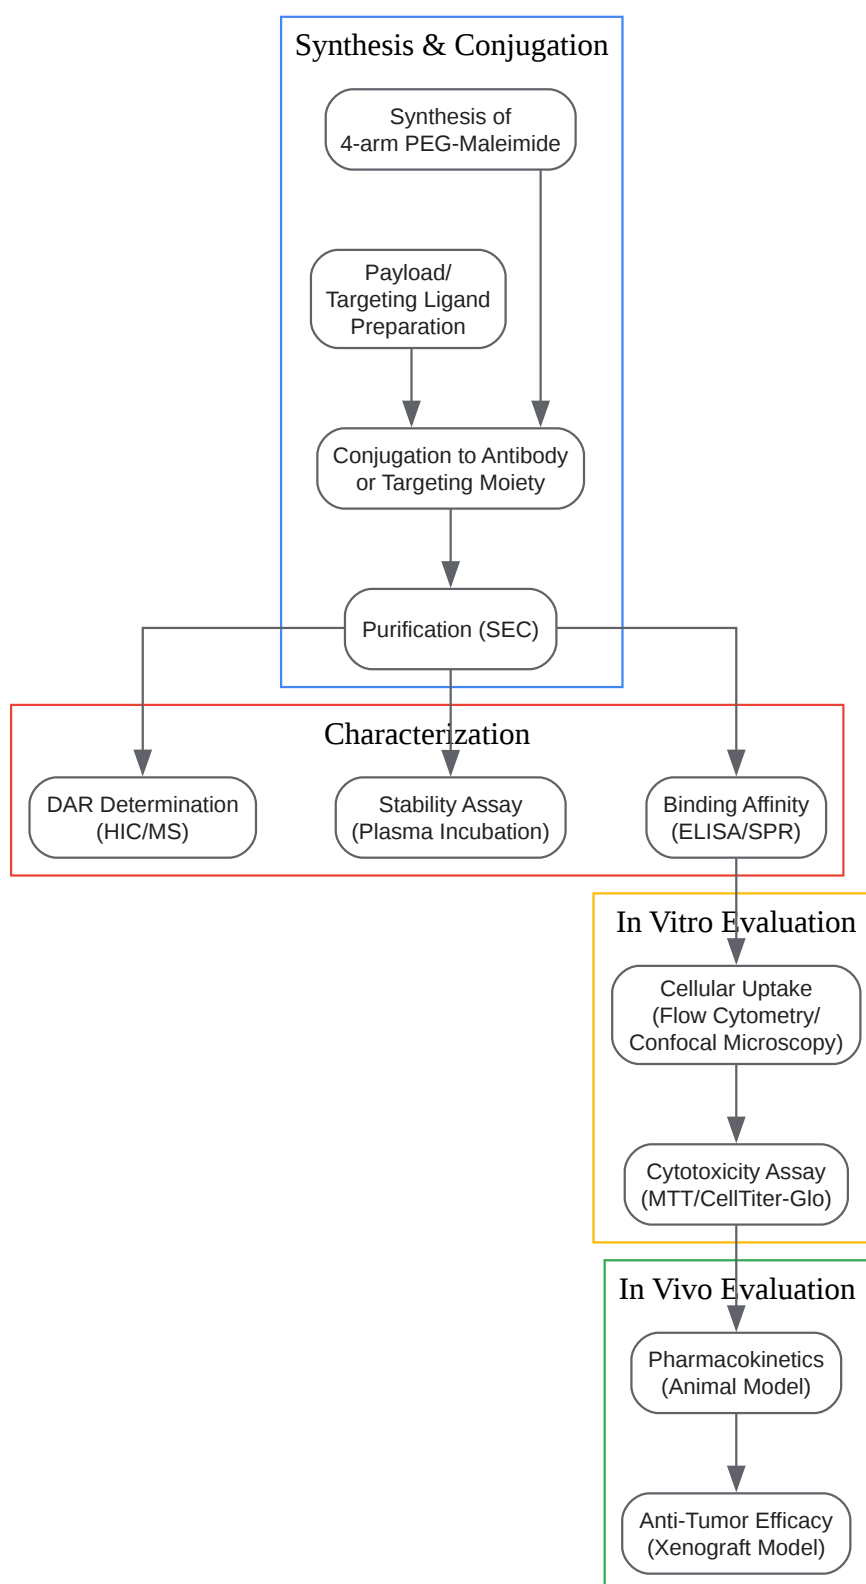 Synthesis & Conjugation
Synthesis of
4-arm PEG-Maleimide
Payload/
Targeting Ligand
Preparation
Conjugation to Antibody
or Targeting Moiety
Purification (SEC)
Characterization
DAR Determination
(HIC/MS)
Stability Assay
(Plasma Incubation)
Binding Affinity
(ELISA/SPR)
In Vitro Evaluation
Cellular Uptake
(Flow Cytometry/
Confocal Microscopy)
Cytotoxicity Assay
(MTT/CellTiter-Glo)
In Vivo Evaluation
Pharmacokinetics
(Animal Model)
Anti-Tumor Efficacy
(Xenograft Model)